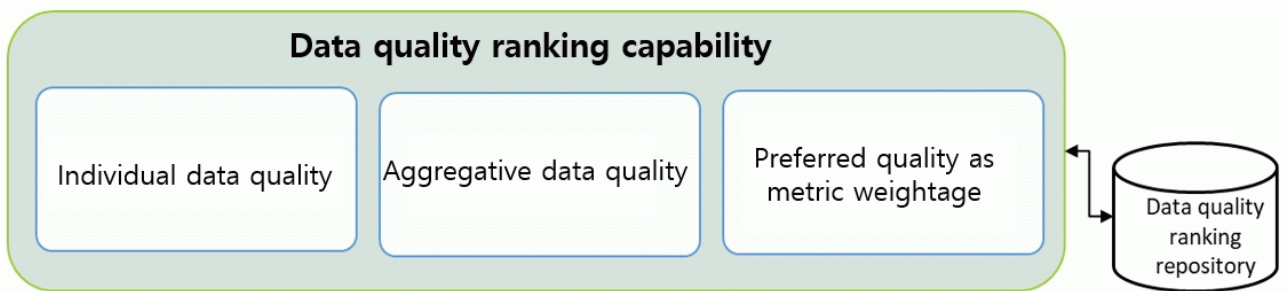 Data quality ranking capability
Individual data quality
Aggregative data quality
Preferred quality as
metric weightage
Data quality
ranking
repository